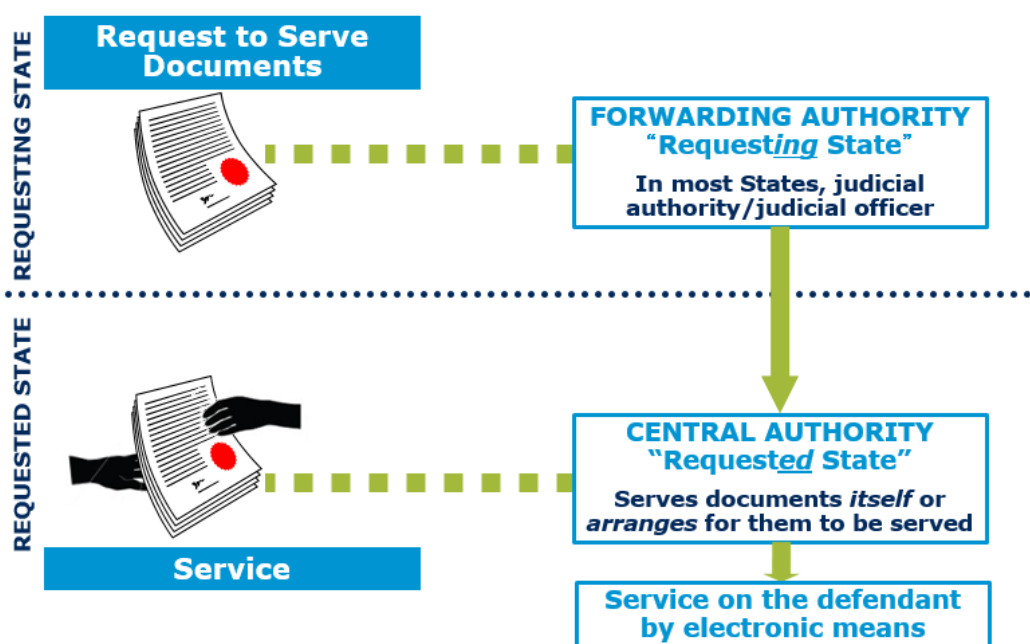 REQUESTING STATE
Request to Serve
Documents
FORWARDING AUTHORITY
“Requesting State”
In most States, judicial
authority/judicial officer
REQUESTED STATE
CENTRAL AUTHORITY
“Requested State”
Serves documents itself or
arranges for them to be served
Service
Service on the defendant
by electronic means